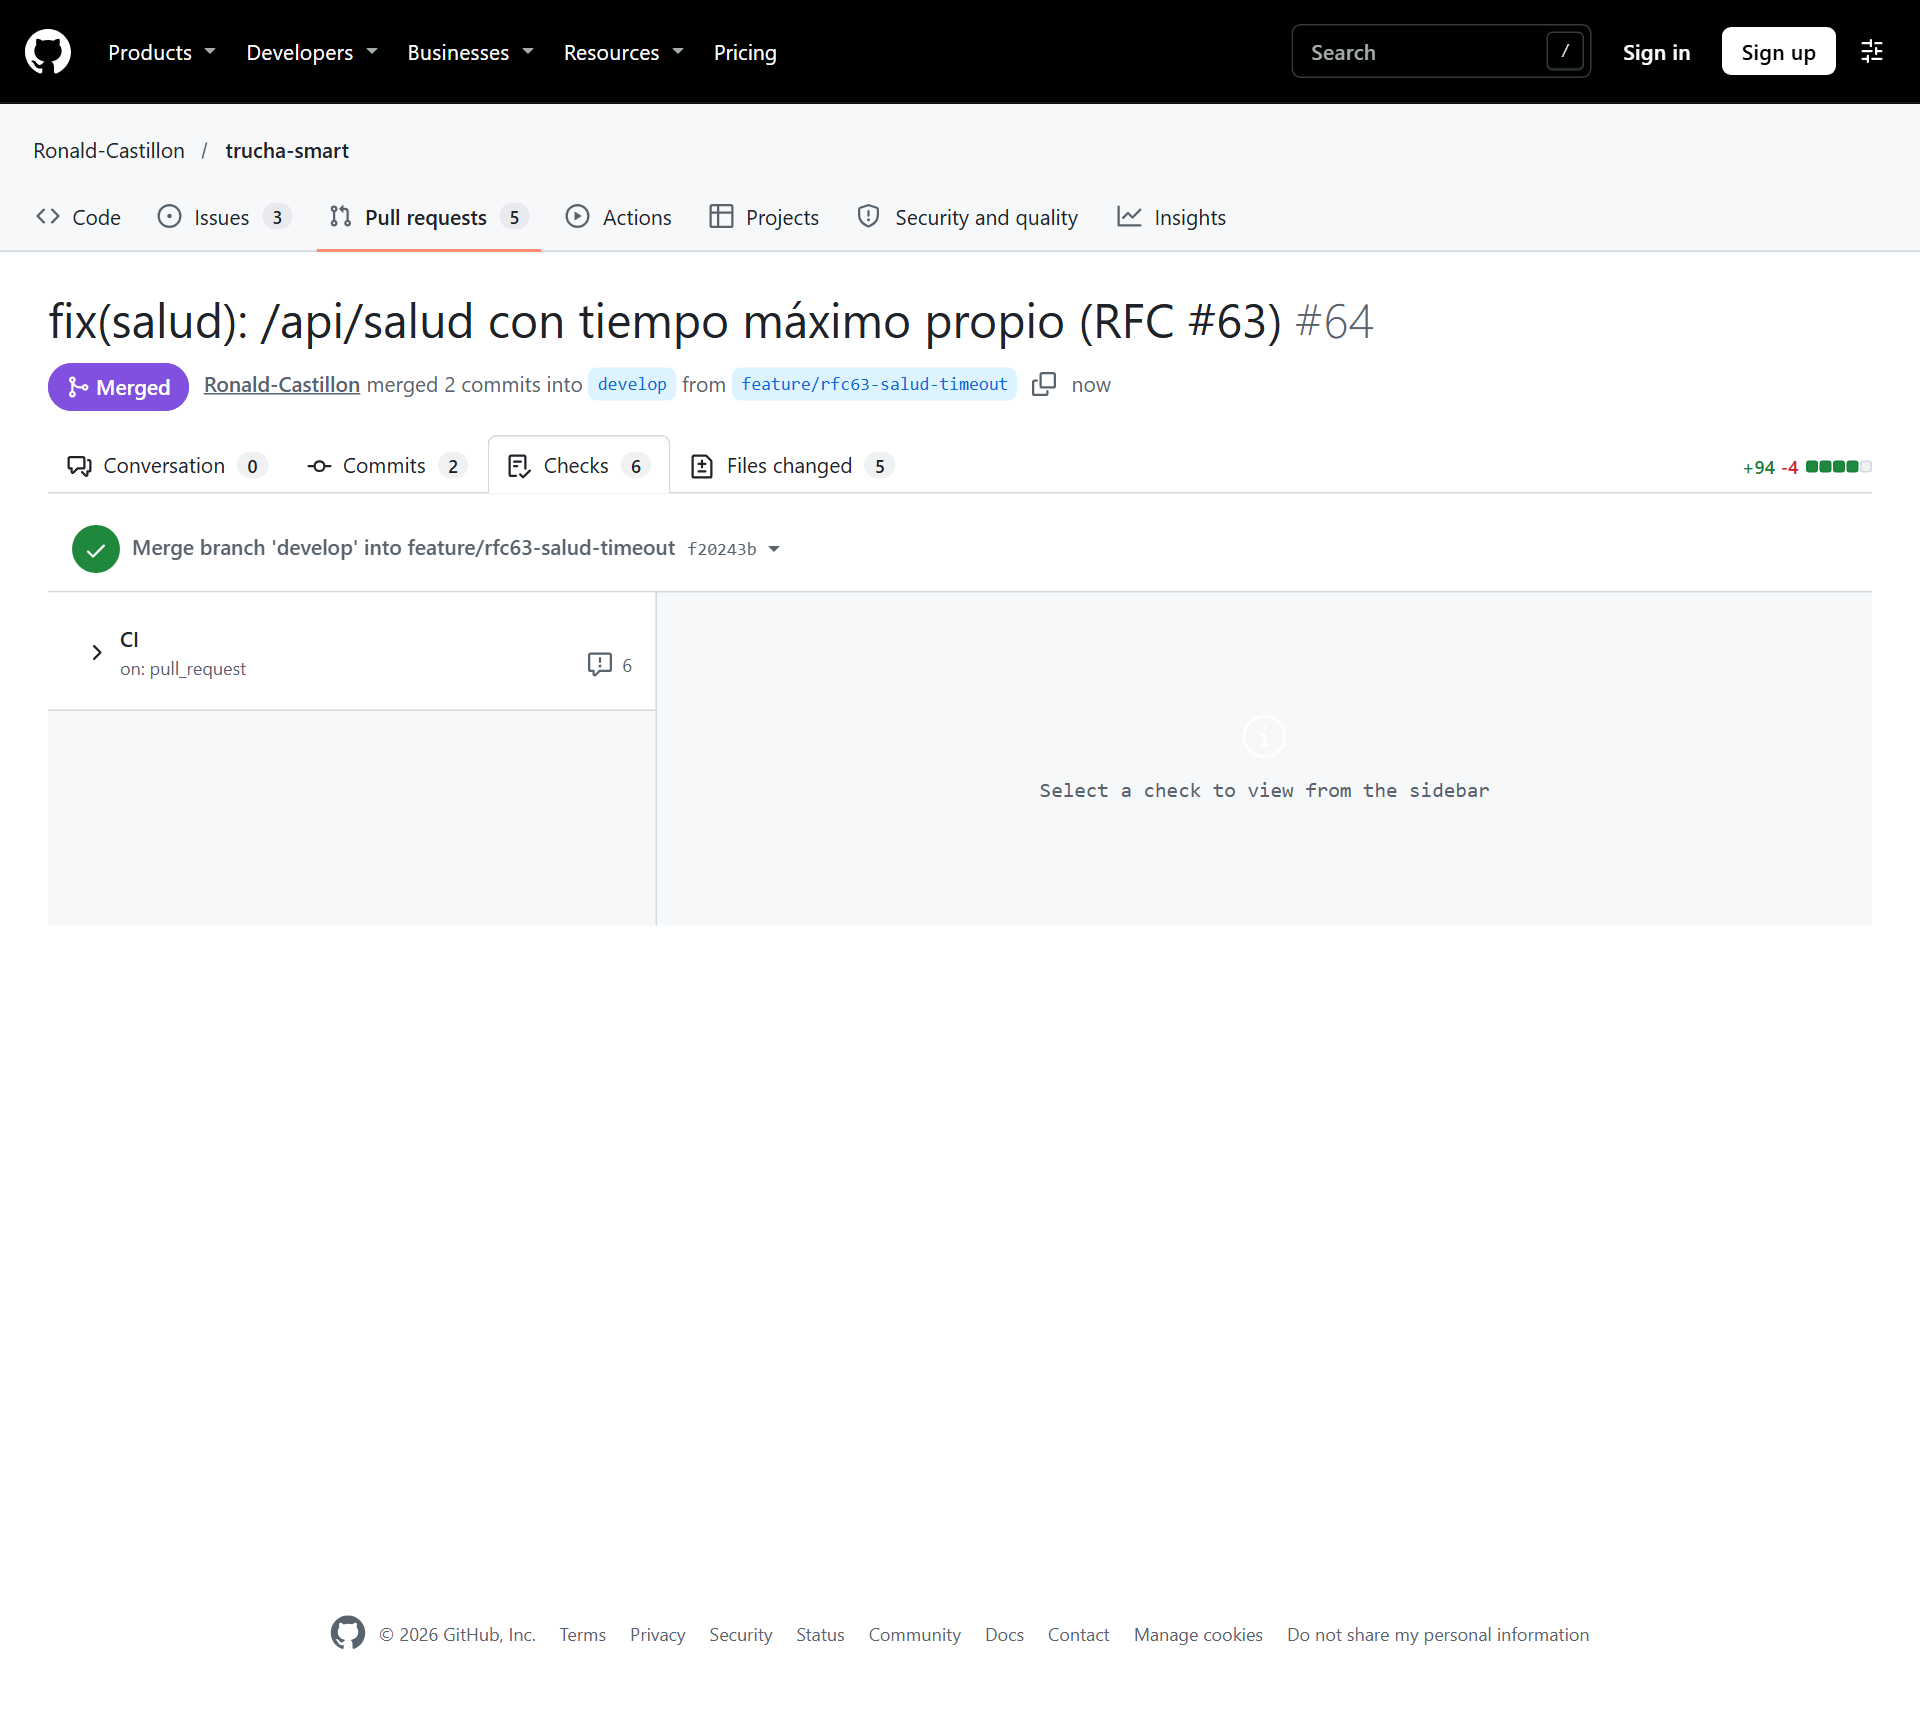 Products Developers Businesses Resources Pricing Search / Sign in Sign up
Ronald-Castillon / trucha-smart
Code Issues 3 Pull requests 5 Actions Projects Security and quality Insights
fix(salud): /api/salud con tiempo máximo propio (RFC #63) #64
Merged Ronald-Castillon merged 2 commits into develop from feature/rfc63-salud-timeout now
Conversation 0 Commits 2 Checks 6 Files changed 5 +94 -4
Merge branch 'develop' into feature/rfc63-salud-timeout f20243b
CI
on: pull_request 6
Select a check to view from the sidebar
© 2026 GitHub, Inc. Terms Privacy Security Status Community Docs Contact Manage cookies Do not share my personal information